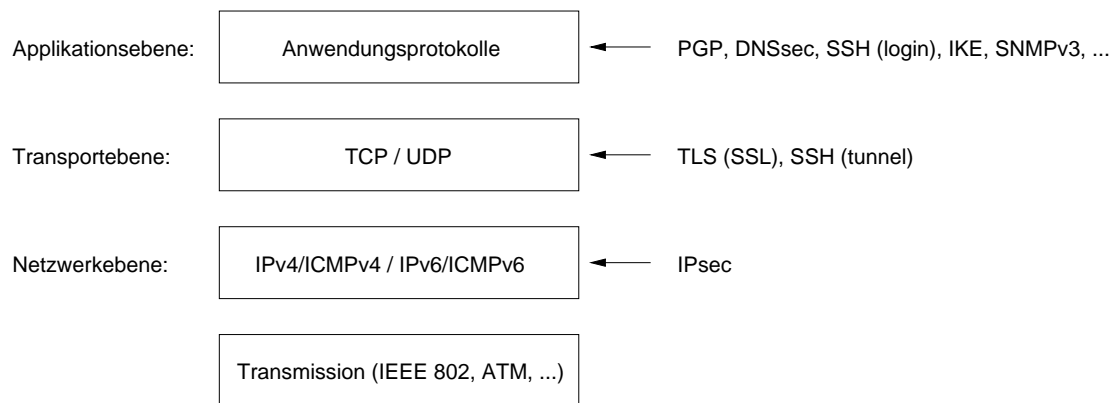 Applikationsebene: Anwendungsprotokolle PGP, DNSsec, SSH (login), IKE, SNMPv3, ...
Transportebene: TCP / UDP TLS (SSL), SSH (tunnel)
Netzwerkebene: IPv4/ICMPv4 / IPv6/ICMPv6 IPsec
Transmission (IEEE 802, ATM, ...)